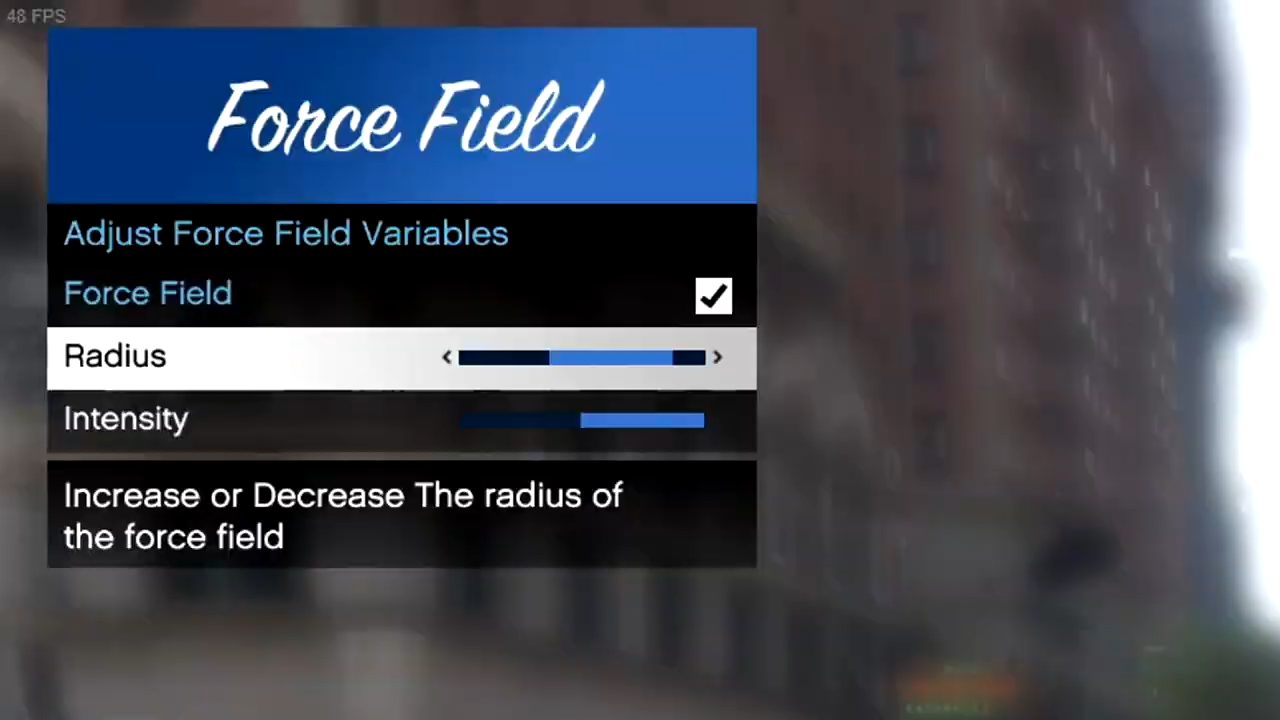 48 FPS
Force Field
Adjust Force Field Variables
Force Field
Radius
Intensity
Increase or Decrease The radius of
the force field